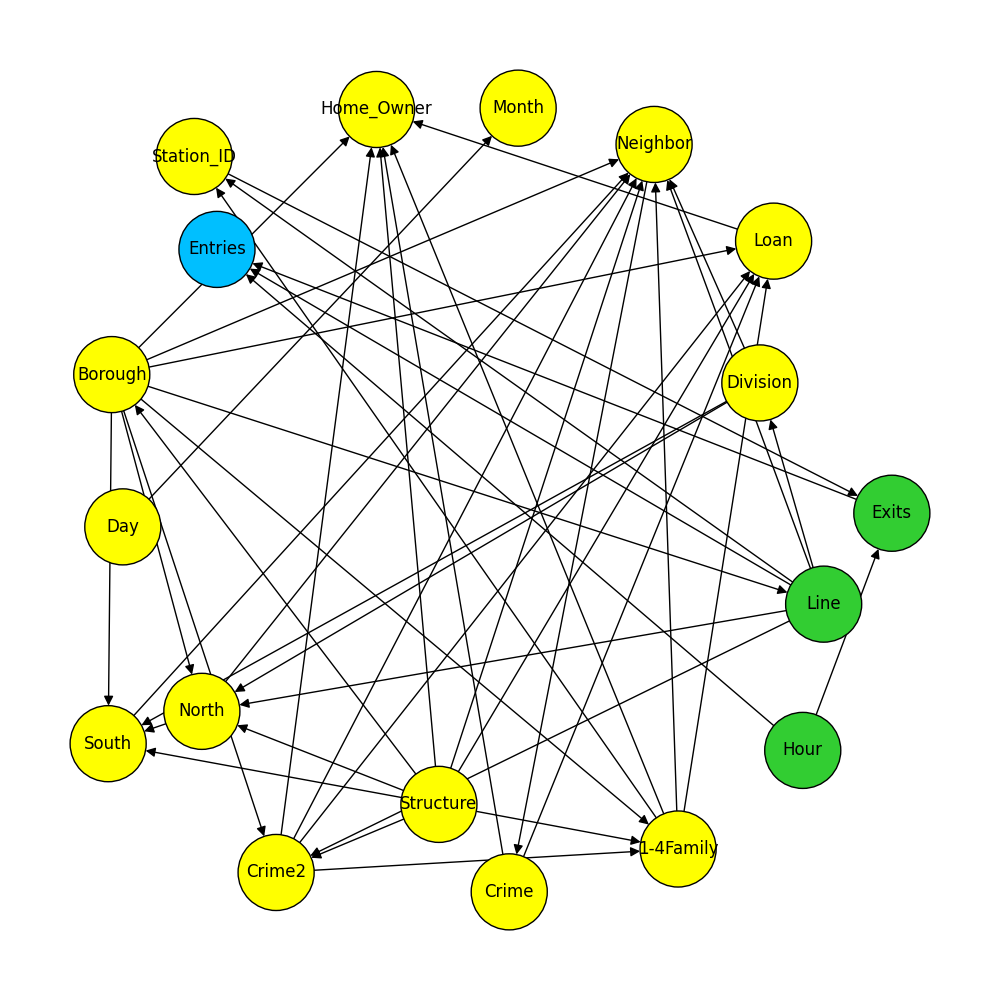 Home_Owner
Month
Neighbor
Station_ID
Entries
Loan
Borough
Division
Day
Exits
Line
North
South
Hour
Structure
1-4Family
Crime2
Crime